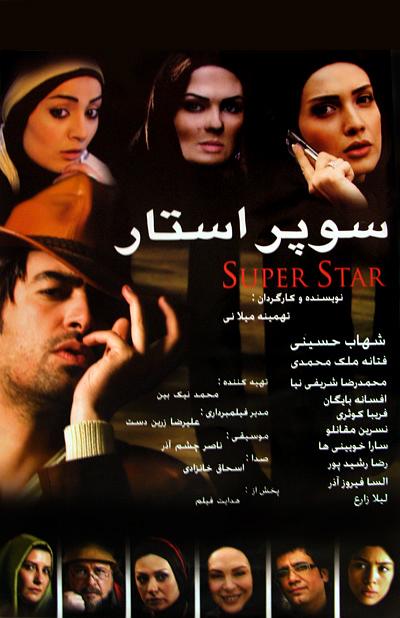 سوپر استار
SUPER STAR
نویسنده و کارگردان :
تهمینه میلانی
شهاب حسینی
فتانه ملک محمدی
محمدرضا شریفی نیا
افسانه بایگان
فریبا کوثری
نسرین مقانلو
سارا خوئینی ها
رضا رشید پور
السا فیروز آذر
لیلا زارع
تهیه کننده :
محمد نیک بین
مدیر فیلمبرداری :
علیرضا زرین دست
موسیقی :
ناصر چشم آذر
صدا :
اسحاق خانزادی
پخش از :
هدایت فیلم